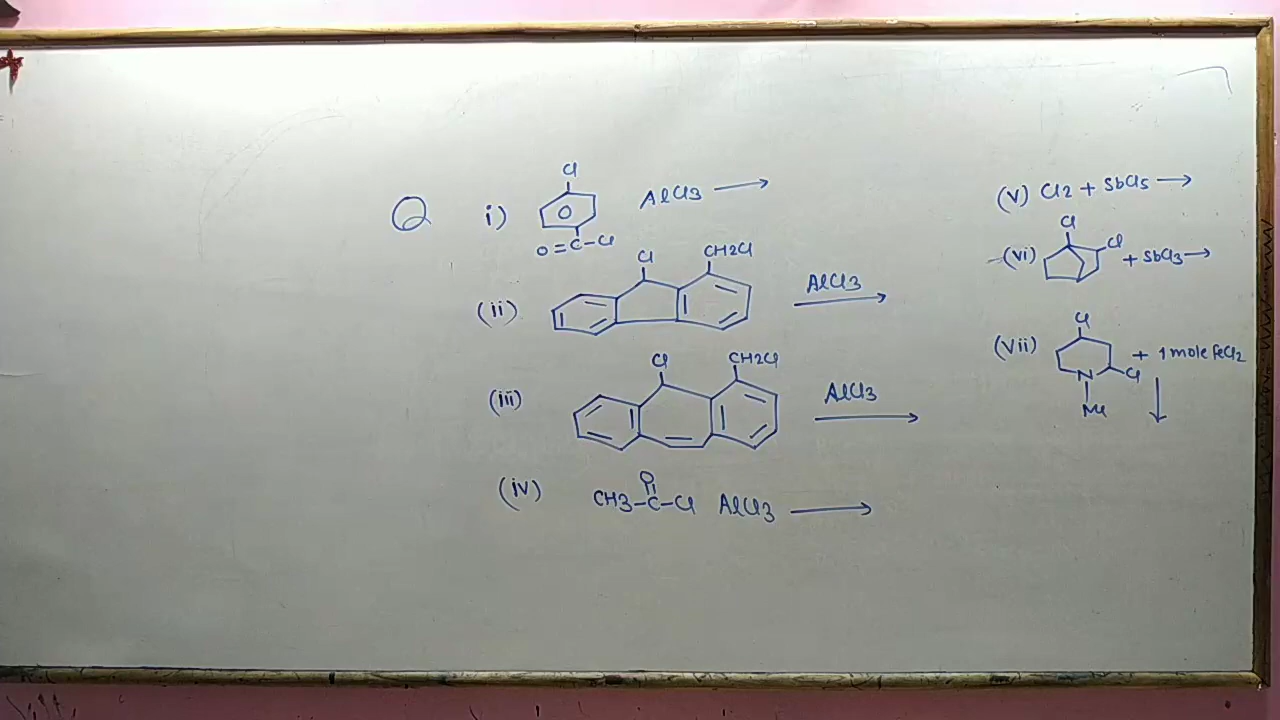 Q i) Cl O O=C-Cl AlCl3 →
(ii) Cl CH2Cl AlCl3 →
(iii) Cl CH2Cl AlCl3 →
(iv) CH3-C-Cl O AlCl3 →
(v) Cl2 + SbCl5 →
(vi) Cl Cl + SbCl3 →
(vii) Cl N Cl Me + 1 mole FeCl2 ↓